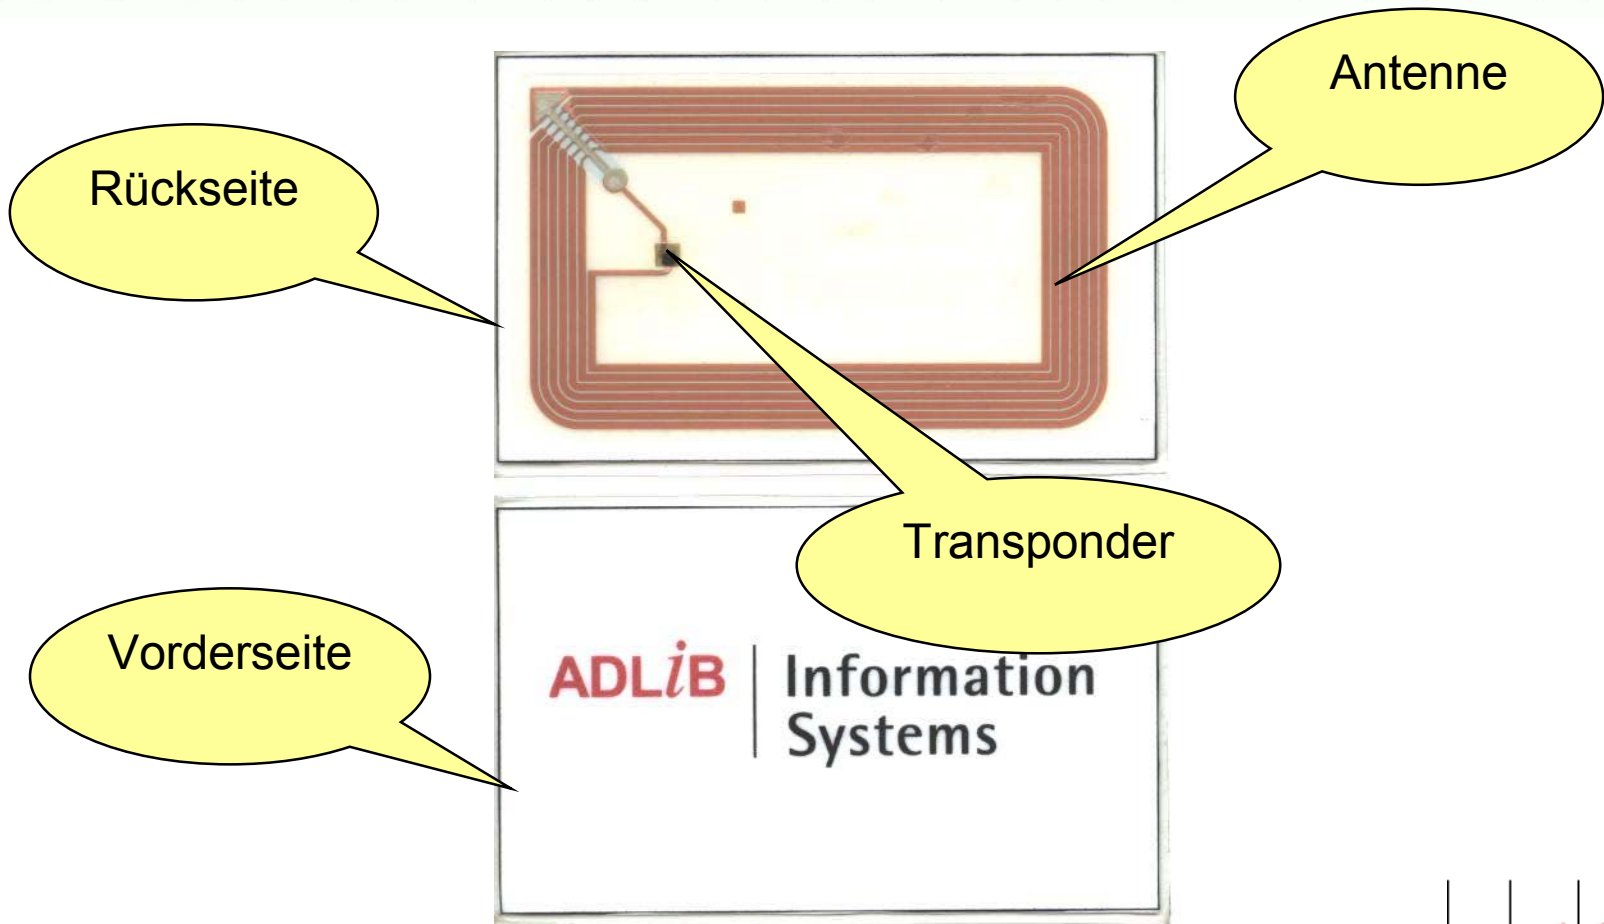 Antenne
Rückseite
Transponder
Vorderseite
ADLiB
Information
Systems